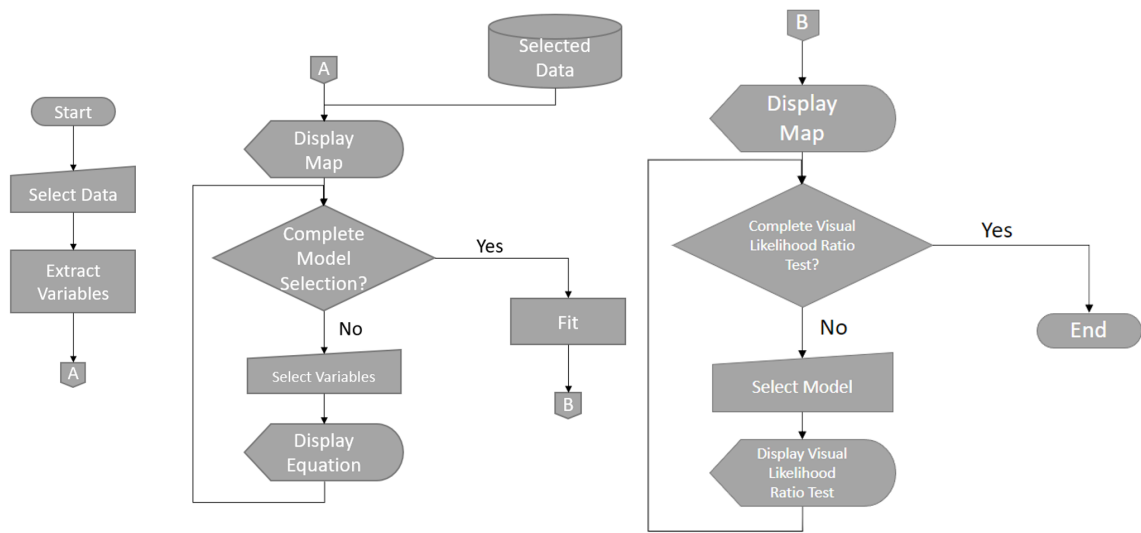 Start
Select Data
Extract
Variables
A
A
Selected
Data
Display
Map
Complete
Model
Selection?
Yes
No
Fit
Select Variables
B
Display
Equation
B
Display
Map
Complete Visual
Likelihood Ratio
Test?
Yes
No
End
Select Model
Display Visual
Likelihood
Ratio Test